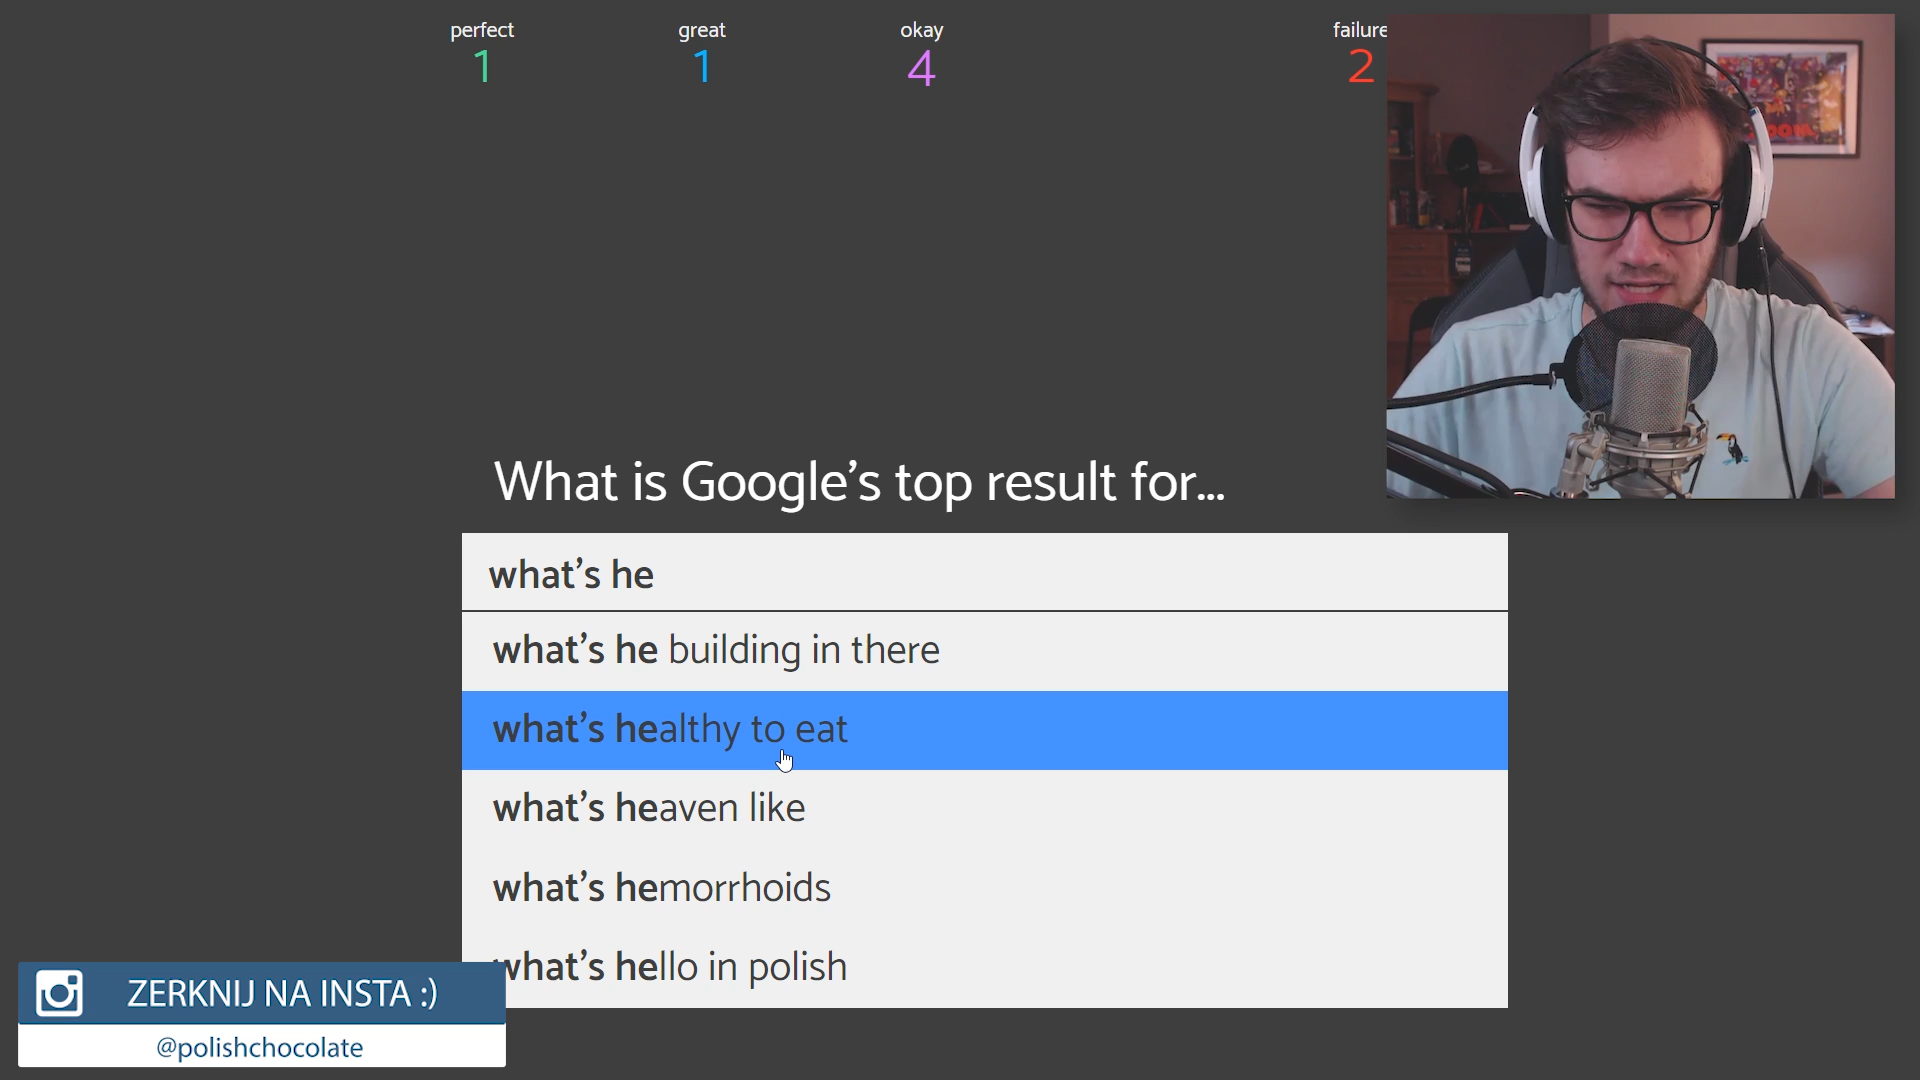 perfect
1
great
1
okay
4
failure
2
What is Google’s top result for...
what’s he
what’s he building in there
what’s healthy to eat
what’s heaven like
what’s hemorrhoids
what’s hello in polish
ZERKNIJ NA INSTA :)
@polishchocolate